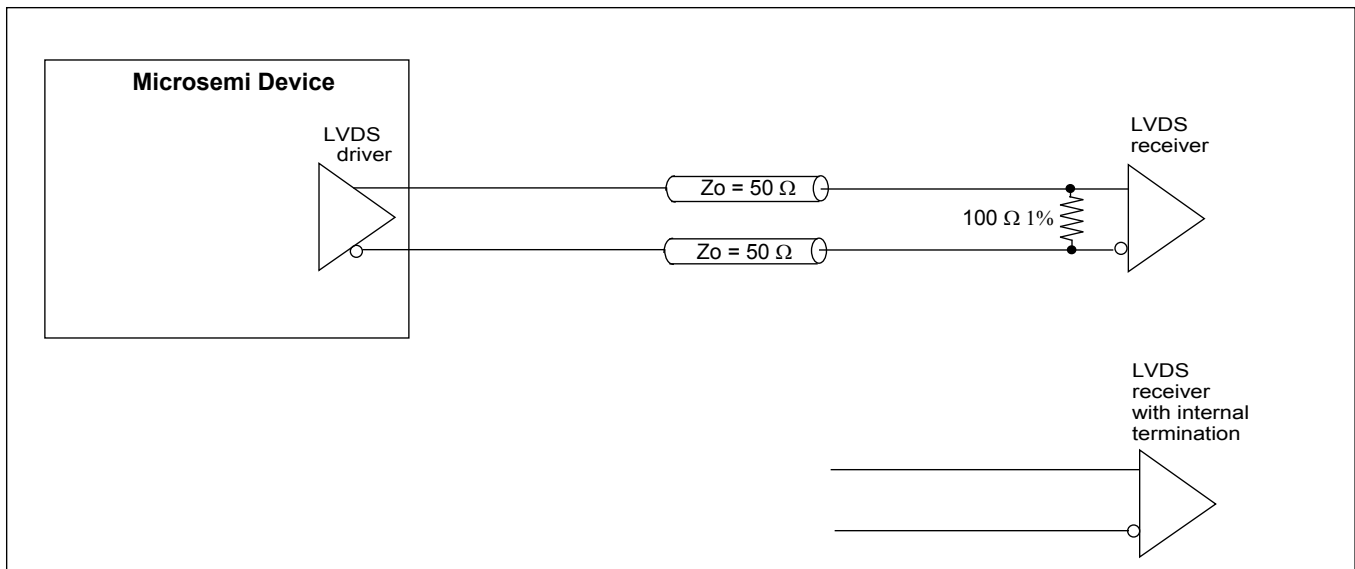 Microsemi Device
LVDS
driver
Zo = 50 Ω
Zo = 50 Ω
100 Ω 1%
LVDS
receiver
LVDS
receiver
with internal
termination